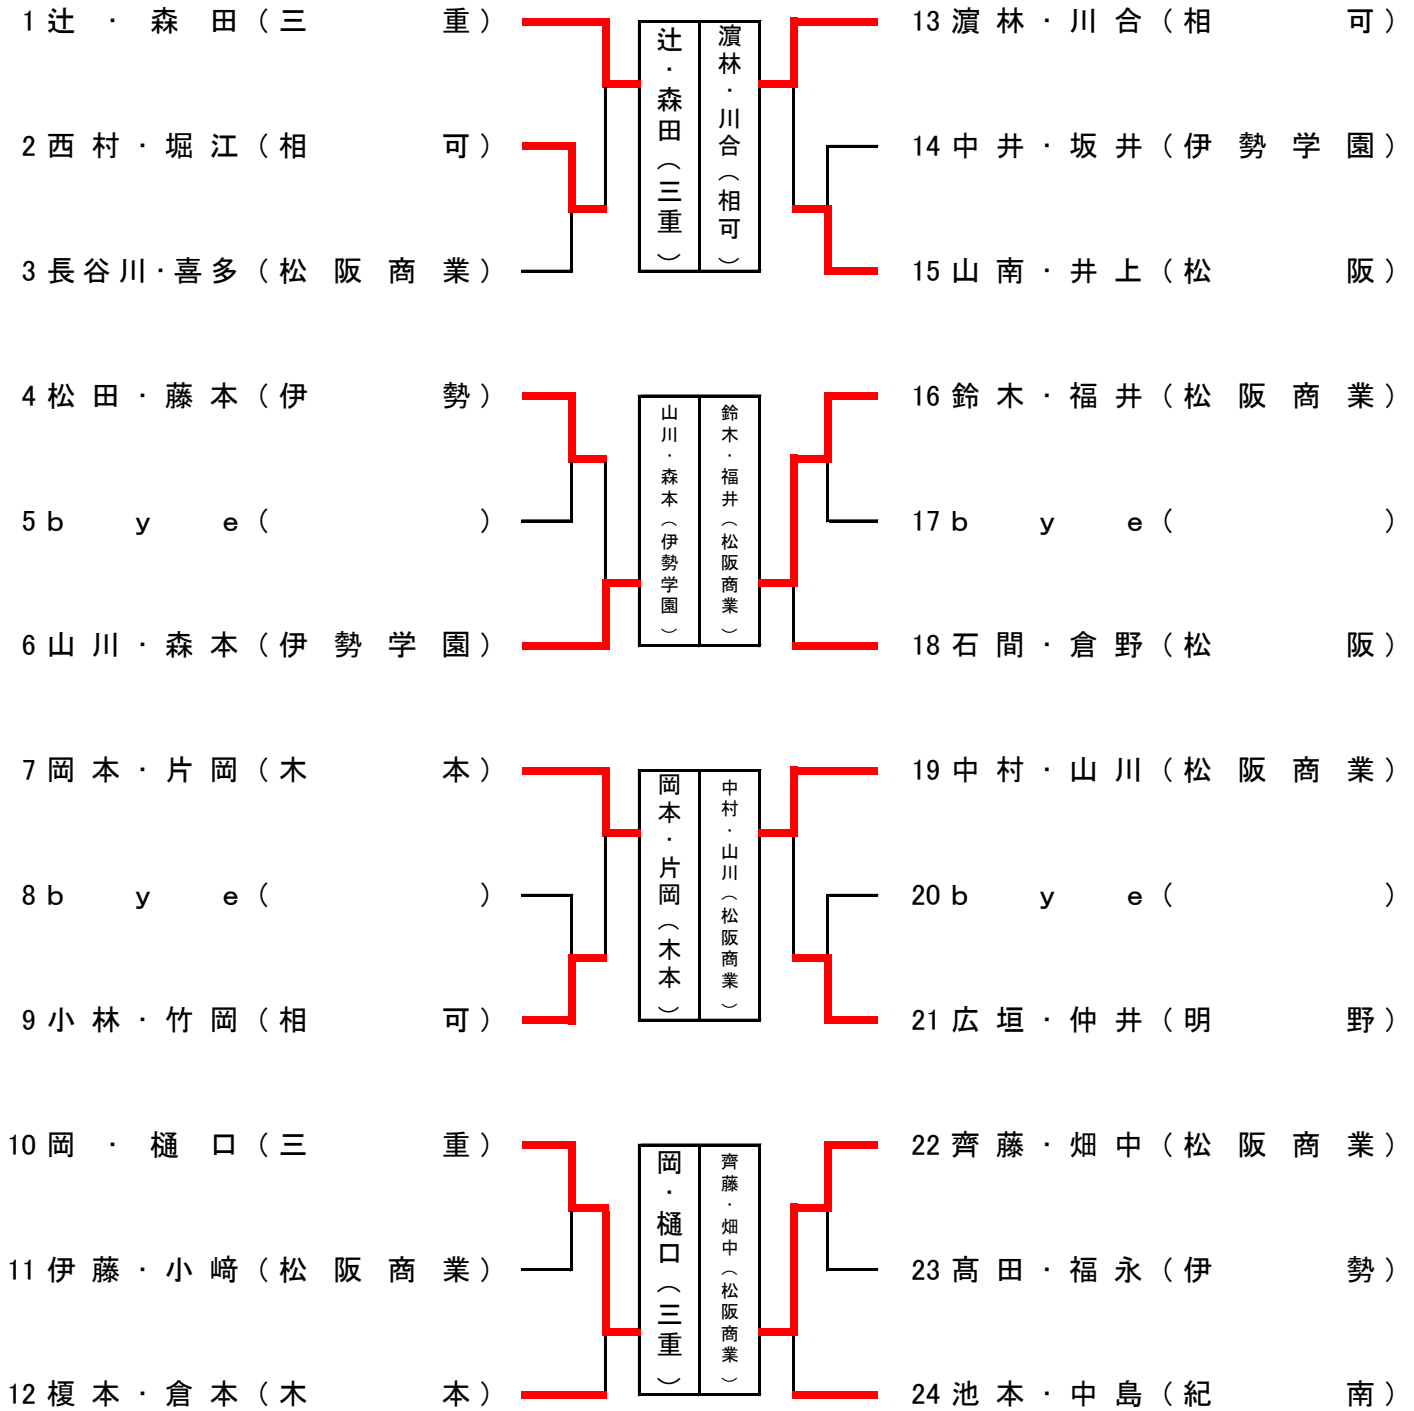 1 辻・森田（三重）
2 西村・堀江（相可）
3 長谷川・喜多（松阪商業）
4 松田・藤本（伊勢）
5 ｂｙｅ（ ）
6 山川・森本（伊勢学園）
7 岡本・片岡（木本）
8 ｂｙｅ（ ）
9 小林・竹岡（相可）
10 岡・樋口（三重）
11 伊藤・小﨑（松阪商業）
12 榎本・倉本（木本）
辻・森田（三重）
濵林・川合（相可）
山川・森本（伊勢学園）
鈴木・福井（松阪商業）
岡本・片岡（木本）
中村・山川（松阪商業）
岡・樋口（三重）
齊藤・畑中（松阪商業）
13 濵林・川合（相可）
14 中井・坂井（伊勢学園）
15 山南・井上（松阪）
16 鈴木・福井（松阪商業）
17 ｂｙｅ（ ）
18 石間・倉野（松阪）
19 中村・山川（松阪商業）
20 ｂｙｅ（ ）
21 広垣・仲井（明野）
22 齊藤・畑中（松阪商業）
23 髙田・福永（伊勢）
24 池本・中島（紀南）